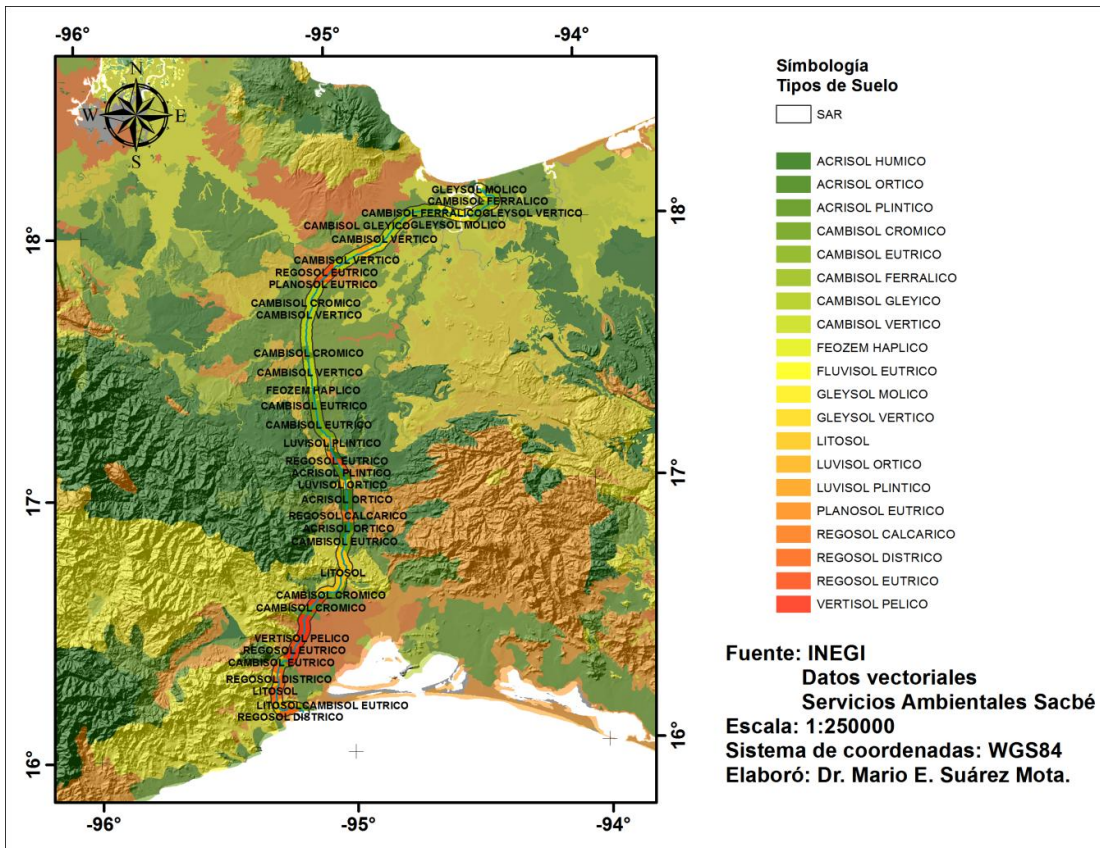 -96°
-95°
-94°
N
W E
S
18°
18°
17°
17°
16°
16°
-96°
-95°
-94°
GLEYSOL MOLICO
CAMBISOL FERRALICO
CAMBISOL FERRALICO GLEYSOL VERTICO
CAMBISOL GLEYICO GLEYSOL MOLICO
CAMBISOL VERTICO
CAMBISOL VERTICO
REGOSOL EUTRICO
PLANOSOL EUTRICO
CAMBISOL CROMICO
CAMBISOL VERTICO
CAMBISOL CROMICO
CAMBISOL VERTICO
FEOZEM HAPLICO
CAMBISOL EUTRICO
CAMBISOL EUTRICO
LUVISOL PLINTICO
REGOSOL EUTRICO
ACRISOL PLINTICO
LUVISOL ORTICO
ACRISOL ORTICO
REGOSOL CALCARICO
ACRISOL ORTICO
CAMBISOL EUTRICO
LITOSOL
CAMBISOL CROMICO
CAMBISOL CROMICO
VERTISOL PELICO
REGOSOL EUTRICO
CAMBISOL EUTRICO
REGOSOL DISTRICO
LITOSOL
LITOSOL CAMBISOL EUTRICO
REGOSOL DISTRICO
Símbología
Tipos de Suelo
SAR
ACRISOL HUMICO
ACRISOL ORTICO
ACRISOL PLINTICO
CAMBISOL CROMICO
CAMBISOL EUTRICO
CAMBISOL FERRALICO
CAMBISOL GLEYICO
CAMBISOL VERTICO
FEOZEM HAPLICO
FLUVISOL EUTRICO
GLEYSOL MOLICO
GLEYSOL VERTICO
LITOSOL
LUVISOL ORTICO
LUVISOL PLINTICO
PLANOSOL EUTRICO
REGOSOL CALCARICO
REGOSOL DISTRICO
REGOSOL EUTRICO
VERTISOL PELICO
Fuente: INEGI
Datos vectoriales
Servicios Ambientales Sacbé
Escala: 1:250000
Sistema de coordenadas: WGS84
Elaboró: Dr. Mario E. Suárez Mota.